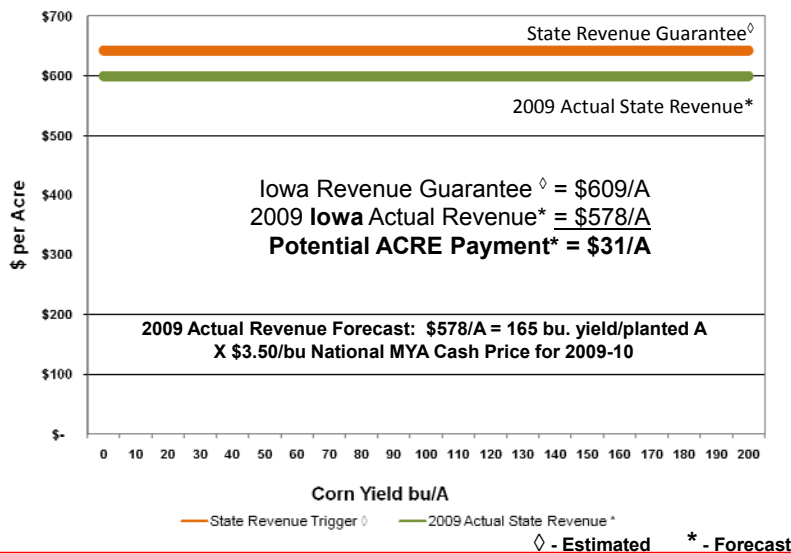 $700
State Revenue Guarantee◊
$600
2009 Actual State Revenue*
$500
$400
Iowa Revenue Guarantee ◊ = $609/A
2009 Iowa Actual Revenue* = $578/A
Potential ACRE Payment* = $31/A
$300
$200
2009 Actual Revenue Forecast: $578/A = 165 bu. yield/planted A
X $3.50/bu National MYA Cash Price for 2009-10
$100
$-
$ per Acre
0 10 20 30 40 50 60 70 80 90 100 110 120 130 140 150 160 170 180 190 200
Corn Yield bu/A
State Revenue Trigger ◊ 2009 Actual State Revenue *
◊ - Estimated * - Forecast